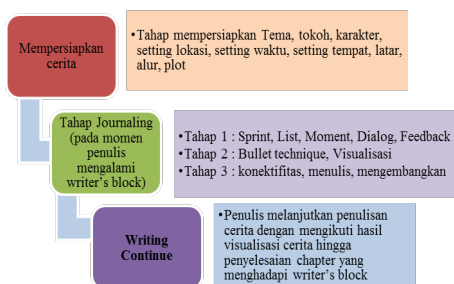 Mempersiapkan
cerita
•Tahap mempersiapkan Tema, tokoh, karakter,
setting lokasi, setting waktu, setting tempat, latar,
alur, plot
Tahap Journaling
(pada momen
penulis
mengalami
writer's block)
•Tahap 1 : Sprint, List, Moment, Dialog, Feedback
•Tahap 2 : Bullet technique, Visualisasi
•Tahap 3 : konektifitas, menulis, mengembangkan
Writing
Continue
•Penulis melanjutkan penulisan
cerita dengan mengikuti hasil
visualisasi cerita hingga
penyelesaian chapter yang
menghadapi writer's block